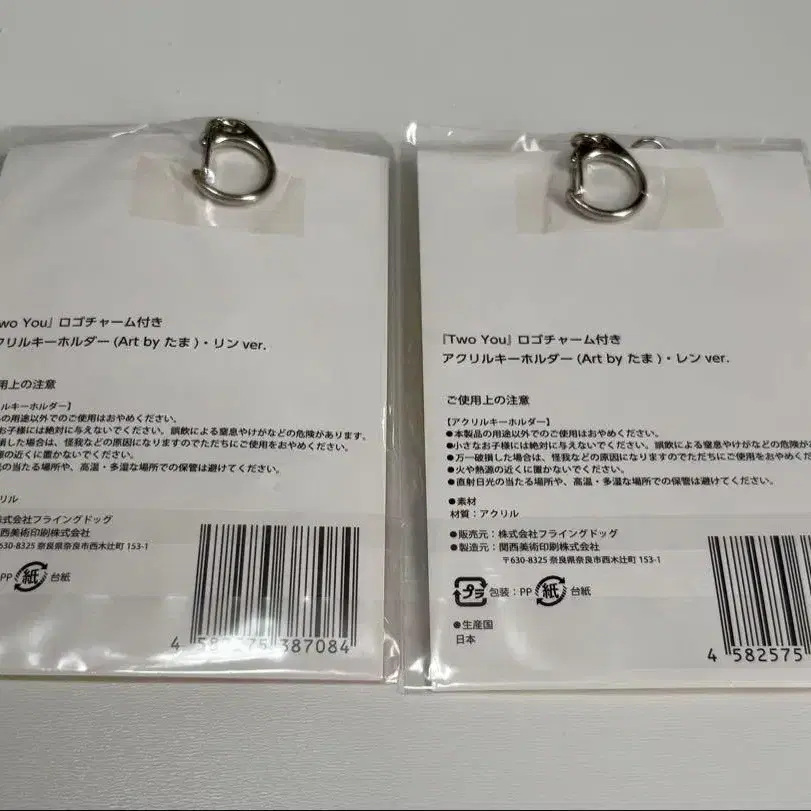 wo You』ロゴチャーム付き
クリルキーホルダー (Art by たま)・リン ver.
用上の注意
ルキーホルダー】
の用途以外でのご使用はおやめください。
お子様には絶対に与えないでください。誤飲による窒息やけがなどの危険があります。
損した場合は、怪我などの原因になりますのでただちにご使用をおやめください。
源の近くに置かないでください。
光の当たる場所や、高温・多湿な場所での保管は避けてください。
リル
株式会社フライングドッグ
西美術印刷株式会社
630-8325 奈良県奈良市西木辻町 153-1
PP 紙 台紙
4 582575 387084
『Two You』ロゴチャーム付き
アクリルキーホルダー (Art by たま)・レン ver.
ご使用上の注意
【アクリルキーホルダー】
●本製品の用途以外でのご使用はおやめください。
●小さなお子様には絶対に与えないでください。誤飲による窒息やけがなどの危険が
●万一破損した場合は、怪我などの原因になりますのでただちにご使用をおやめくだ
●火や熱源の近くに置かないでください。
●直射日光の当たる場所や、高温・多湿な場所での保管は避けてください。
●素材
材質:アクリル
●販売元:株式会社フライングドッグ
●製造元:関西美術印刷株式会社
〒630-8325 奈良県奈良市西木辻町 153-1
プラ 包装:PP 紙 台紙
●生産国
日本
4 582575